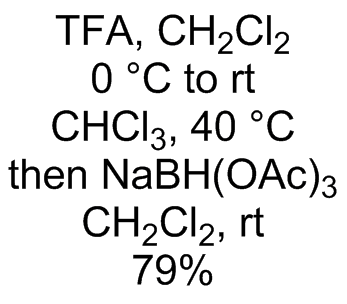 TFA, CH₂Cl₂
0 °C to rt
CHCl₃, 40 °C
then NaBH(OAc)₃
CH₂Cl₂, rt
79%